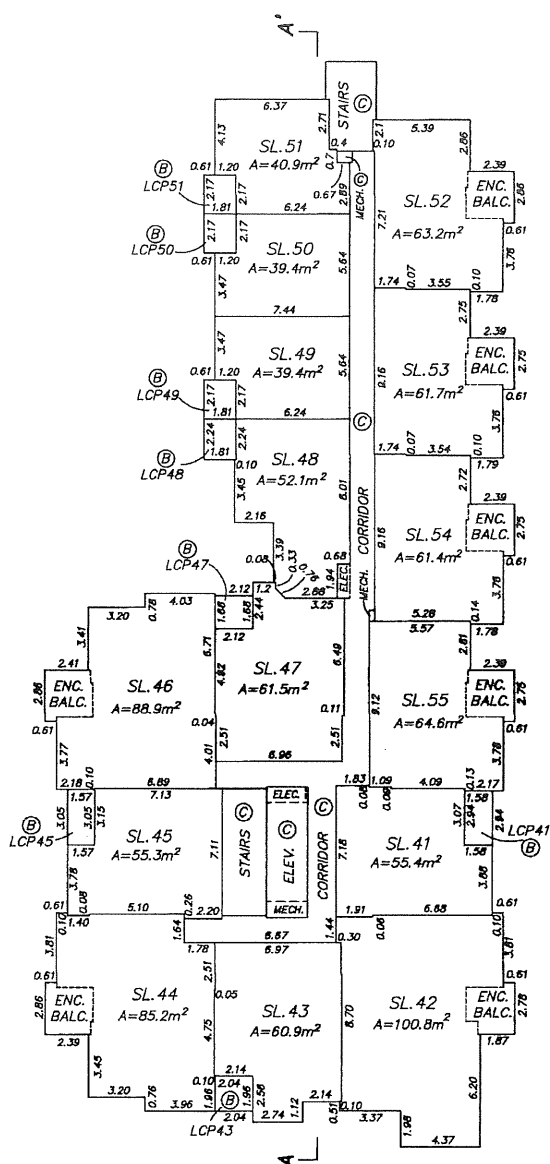 A'
6.37
2.71
STAIRS
C
4.13
SL.51
A=40.9m²
0.4
0.7
0.67
2.1
0.10
5.39
2.86
B
LCP51
0.61
1.20
2.17
2.17
1.81
6.24
2.89
MECH.
C
2.39
ENC.
BALC.
2.86
0.61
SL.52
A=63.2m²
7.21
3.76
B
LCP50
2.17
2.17
0.61
1.20
SL.50
A=39.4m²
5.64
3.47
7.44
1.74
0.07
3.55
0.10
1.78
2.75
3.47
SL.49
A=39.4m²
5.64
2.39
ENC.
BALC.
2.75
0.61
SL.53
A=61.7m²
9.16
3.76
B
LCP49
0.61
1.20
2.17
2.17
1.81
6.24
C
B
LCP48
2.24
2.24
1.81
0.10
SL.48
A=52.1m²
3.45
6.01
1.74
0.07
3.54
0.10
1.79
2.72
2.16
3.39
CORRIDOR
2.39
ENC.
BALC.
2.75
0.61
SL.54
A=61.4m²
9.16
3.76
B
LCP47
0.08
0.33
0.76
0.68
1.94
ELEC.
MECH.
2.12
1.2
2.66
3.25
4.03
0.78
3.20
1.66
1.68
2.44
2.12
5.26
5.57
0.14
1.78
2.81
3.41
6.71
4.92
SL.47
A=61.5m²
6.49
2.41
ENC.
BALC.
2.86
0.61
SL.46
A=88.9m²
0.04
0.11
9.12
SL.55
A=64.6m²
2.39
ENC.
BALC.
2.75
0.61
3.77
4.01
2.51
6.96
2.51
3.78
2.18
0.10
6.89
1.83
1.09
4.09
0.13
2.17
1.57
7.13
ELEC.
C
0.08
0.09
1.58
B
LCP45
3.05
3.05
3.15
1.57
SL.45
A=55.3m²
7.11
STAIRS
C
ELEV.
C
CORRIDOR
7.18
SL.41
A=55.4m²
3.07
2.94
2.94
1.58
LCP41
B
3.78
0.08
3.88
0.61
0.10
1.40
5.10
0.26
2.20
MECH.
1.91
6.88
0.61
0.10
1.64
6.67
1.44
0.06
3.81
1.78
6.97
0.30
3.81
0.61
2.86
ENC.
BALC.
2.39
SL.44
A=85.2m²
2.51
0.05
4.75
SL.43
A=60.9m²
8.70
SL.42
A=100.8m²
0.61
ENC.
BALC.
2.78
1.87
3.45
3.20
0.76
3.96
0.10
1.96
2.14
2.04
1.96
2.58
2.04
B
LCP43
2.74
1.12
2.14
0.51
0.10
3.37
1.98
6.20
4.37
A